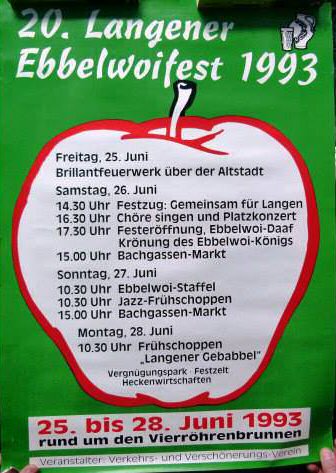 20. Langener
Ebbelwoifest 1993
Freitag, 25. Juni
Brillantfeuerwerk über der Altstadt
Samstag, 26. Juni
14.30 Uhr Festzug: Gemeinsam für Langen
16.30 Uhr Chöre singen und Platzkonzert
17.30 Uhr Festeröffnung, Ebbelwoi-Daaf
Krönung des Ebbelwoi-Königs
15.00 Uhr Bachgassen-Markt
Sonntag, 27. Juni
10.30 Uhr Ebbelwoi-Staffel
10.30 Uhr Jazz-Frühschoppen
15.00 Uhr Bachgassen-Markt
Montag, 28. Juni
10.30 Uhr Frühschoppen
„Langener Gebabbel"
Vergnügungspark · Festzelt
Heckenwirtschaften
25. bis 28. Juni 1993
rund um den Vierröhrenbrunnen
Veranstalter: Verkehrs- und Verschönerungs-Verein